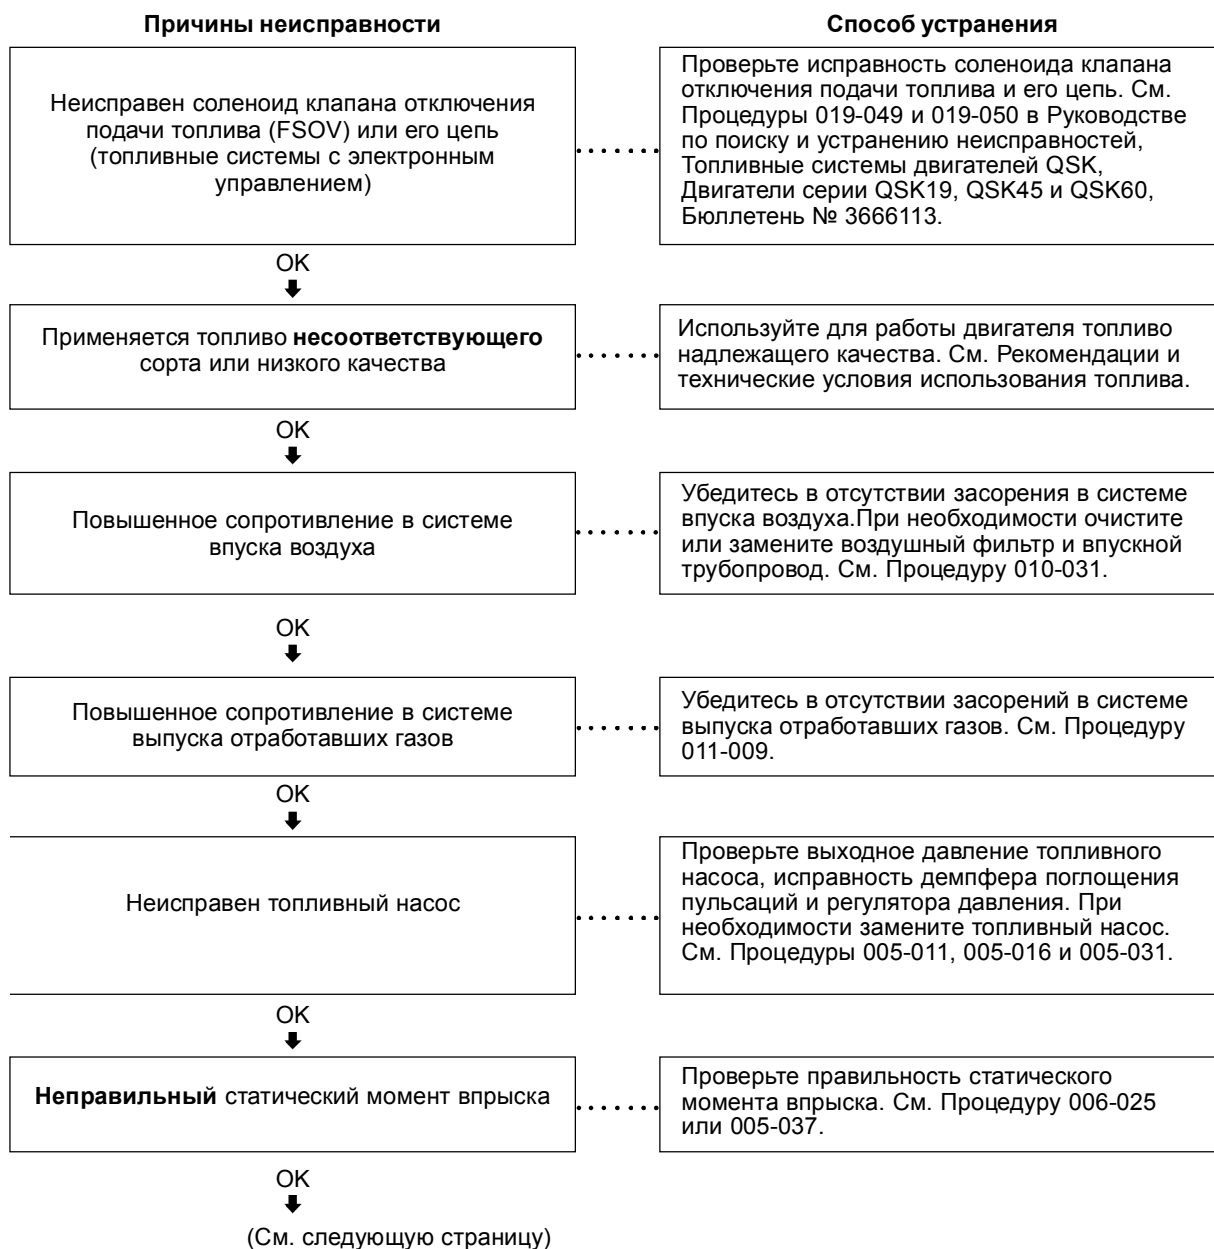 Причины неисправности
Способ устранения
Неисправен соленоид клапана отключения
подачи топлива (FSOV) или его цепь
(топливные системы с электронным
управлением)
Проверьте исправность соленоида клапана
отключения подачи топлива и его цепь. См.
Процедуры 019-049 и 019-050 в Руководстве
по поиску и устранению неисправностей,
Топливные системы двигателей QSK,
Двигатели серии QSK19, QSK45 и QSK60,
Бюллетень № 3666113.
OK
Применяется топливо несоответствующего
сорта или низкого качества
Используйте для работы двигателя топливо
надлежащего качества. См. Рекомендации и
технические условия использования топлива.
OK
Повышенное сопротивление в системе
впуска воздуха
Убедитесь в отсутствии засорения в системе
впуска воздуха.При необходимости очистите
или замените воздушный фильтр и впускной
трубопровод. См. Процедуру 010-031.
OK
Повышенное сопротивление в системе
выпуска отработавших газов
Убедитесь в отсутствии засорений в системе
выпуска отработавших газов. См. Процедуру
011-009.
OK
Неисправен топливный насос
Проверьте выходное давление топливного
насоса, исправность демпфера поглощения
пульсаций и регулятора давления. При
необходимости замените топливный насос.
См. Процедуры 005-011, 005-016 и 005-031.
OK
Неправильный статический момент впрыска
Проверьте правильность статического
момента впрыска. См. Процедуру 006-025
или 005-037.
OK
(См. следующую страницу)